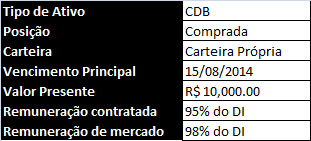 Tipo de Ativo CDB
Posição Comprada
Carteira Carteira Própria
Vencimento Principal 15/08/2014
Valor Presente R$ 10,000.00
Remuneração contratada 95% do DI
Remuneração de mercado 98% do DI